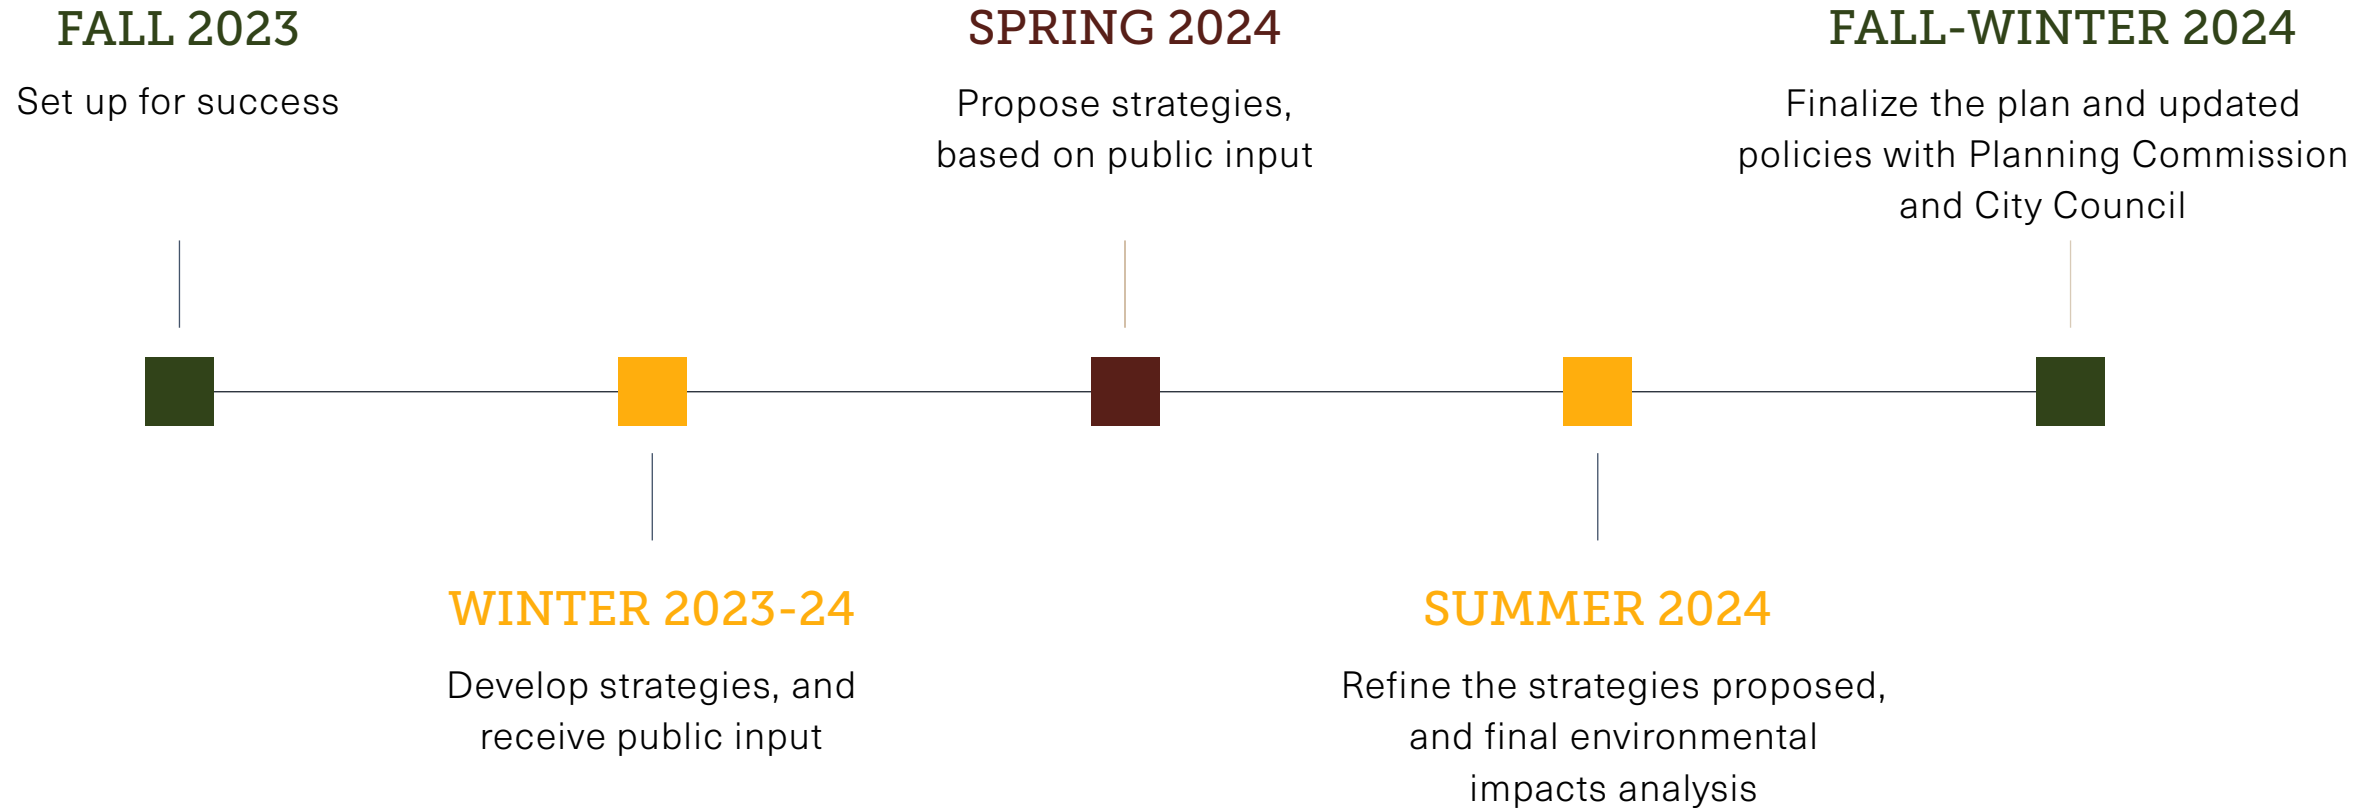 FALL 2023
Set up for success
WINTER 2023-24
Develop strategies, and
receive public input
SPRING 2024
Propose strategies,
based on public input
SUMMER 2024
Refine the strategies proposed,
and final environmental
impacts analysis
FALL-WINTER 2024
Finalize the plan and updated
policies with Planning Commission
and City Council